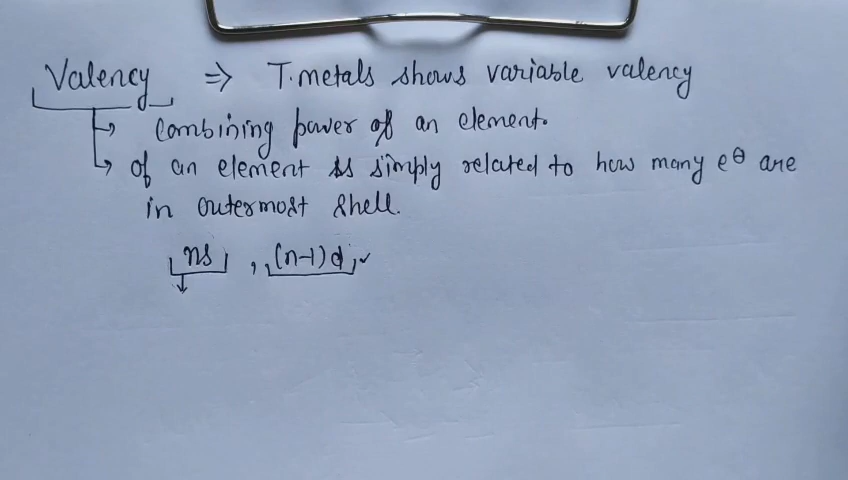 Valency ⇒ T.metals shows variable valency
↳ Combining power of an element.
↳ of an element is simply related to how many e⊖ are
in outermost shell.
ns , (n-1)d,✓
↓